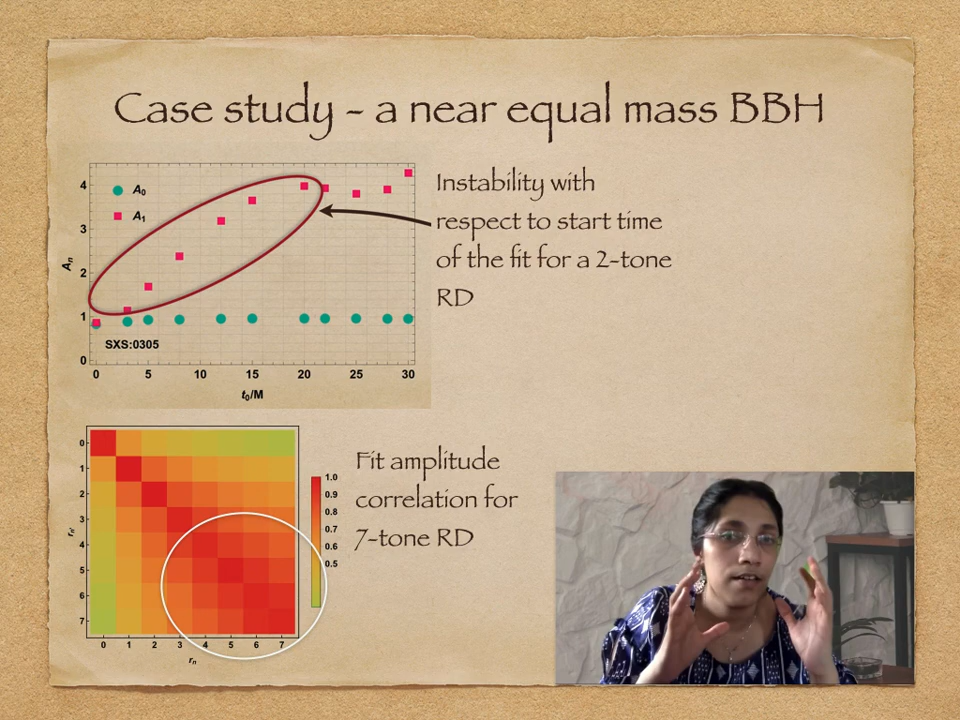 Case study - a near equal mass BBH
4
3
2
1
0
Aₙ
A₀
A₁
SXS:0305
0 5 10 15 20 25 30
t₀/M
Instability with
respect to start time
of the fit for a 2-tone
RD
0
1
2
3
4
5
6
7
rₙ'
0 1 2 3 4 5 6 7
rₙ
1.0
0.9
0.8
0.7
0.6
0.5
Fit amplitude
correlation for
7-tone RD